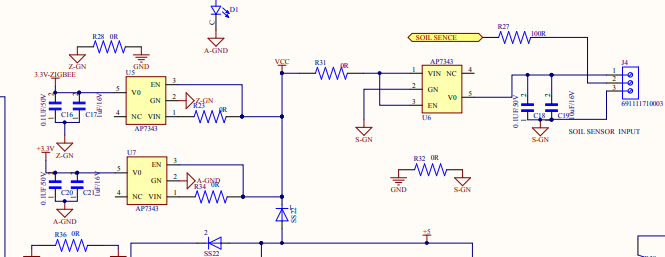 D1
C
A-GND
R28 0R
Z-GN
GND
SOIL SENCE
R27
100R
3.3V-ZIGBEE
VCC
R31
0R
AP7343
J4
U5
5
V0
EN
3
GN
2
Z-GN
4
NC
VIN
1
R23
0R
AP7343
0.1UF/50V
C16
C17
1uF/16V
Z-GN
1
VIN
NC
4
2
GN
V0
5
3
EN
U6
S-GN
0.1UF/50V
C18
C19
1uF/16V
S-GN
1
2
3
691111710003
SOIL SENSOR INPUT
+3.3V
U7
5
V0
EN
3
GN
2
A-GND
4
NC
VIN
1
R34
0R
AP7343
0.1UF/50V
C20
C21
1uF/16V
A-GND
R32 0R
GND
S-GN
SS22
R36 0R
2
SS22
+5